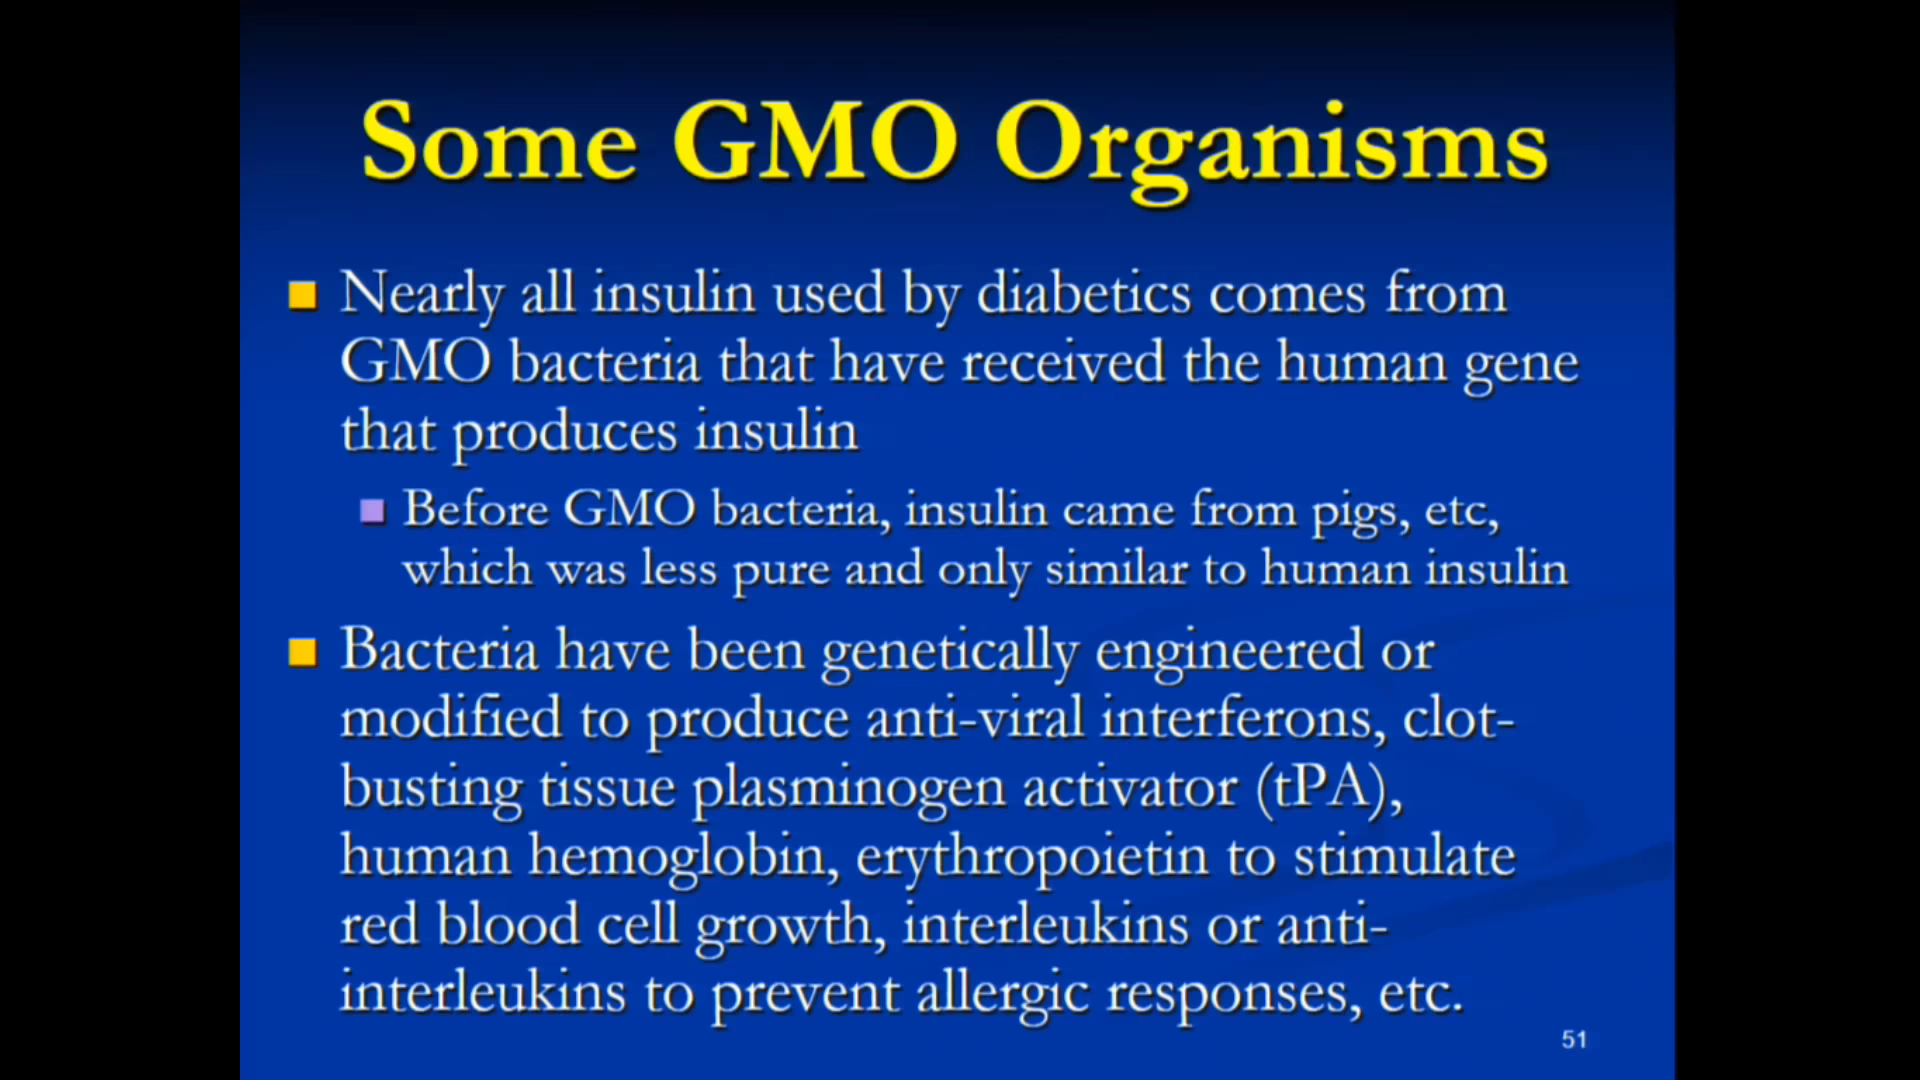 Some GMO Organisms
Nearly all insulin used by diabetics comes from
GMO bacteria that have received the human gene
that produces insulin
Before GMO bacteria, insulin came from pigs, etc,
which was less pure and only similar to human insulin
Bacteria have been genetically engineered or
modified to produce anti-viral interferons, clot-
busting tissue plasminogen activator (tPA),
human hemoglobin, erythropoietin to stimulate
red blood cell growth, interleukins or anti-
interleukins to prevent allergic responses, etc.
51